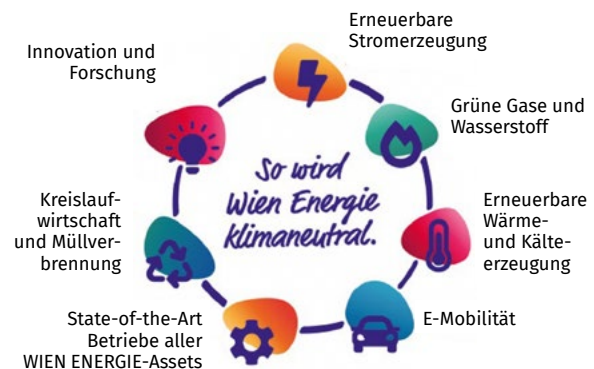 Erneuerbare
Stromerzeugung
Grüne Gase und
Wasserstoff
Erneuerbare
Wärme-
und Kälte-
erzeugung
E-Mobilität
State-of-the-Art
Betriebe aller
WIEN ENERGIE-Assets
Kreislauf-
wirtschaft
und Müllver-
brennung
Innovation und
Forschung
So wird
Wien Energie
klimaneutral.